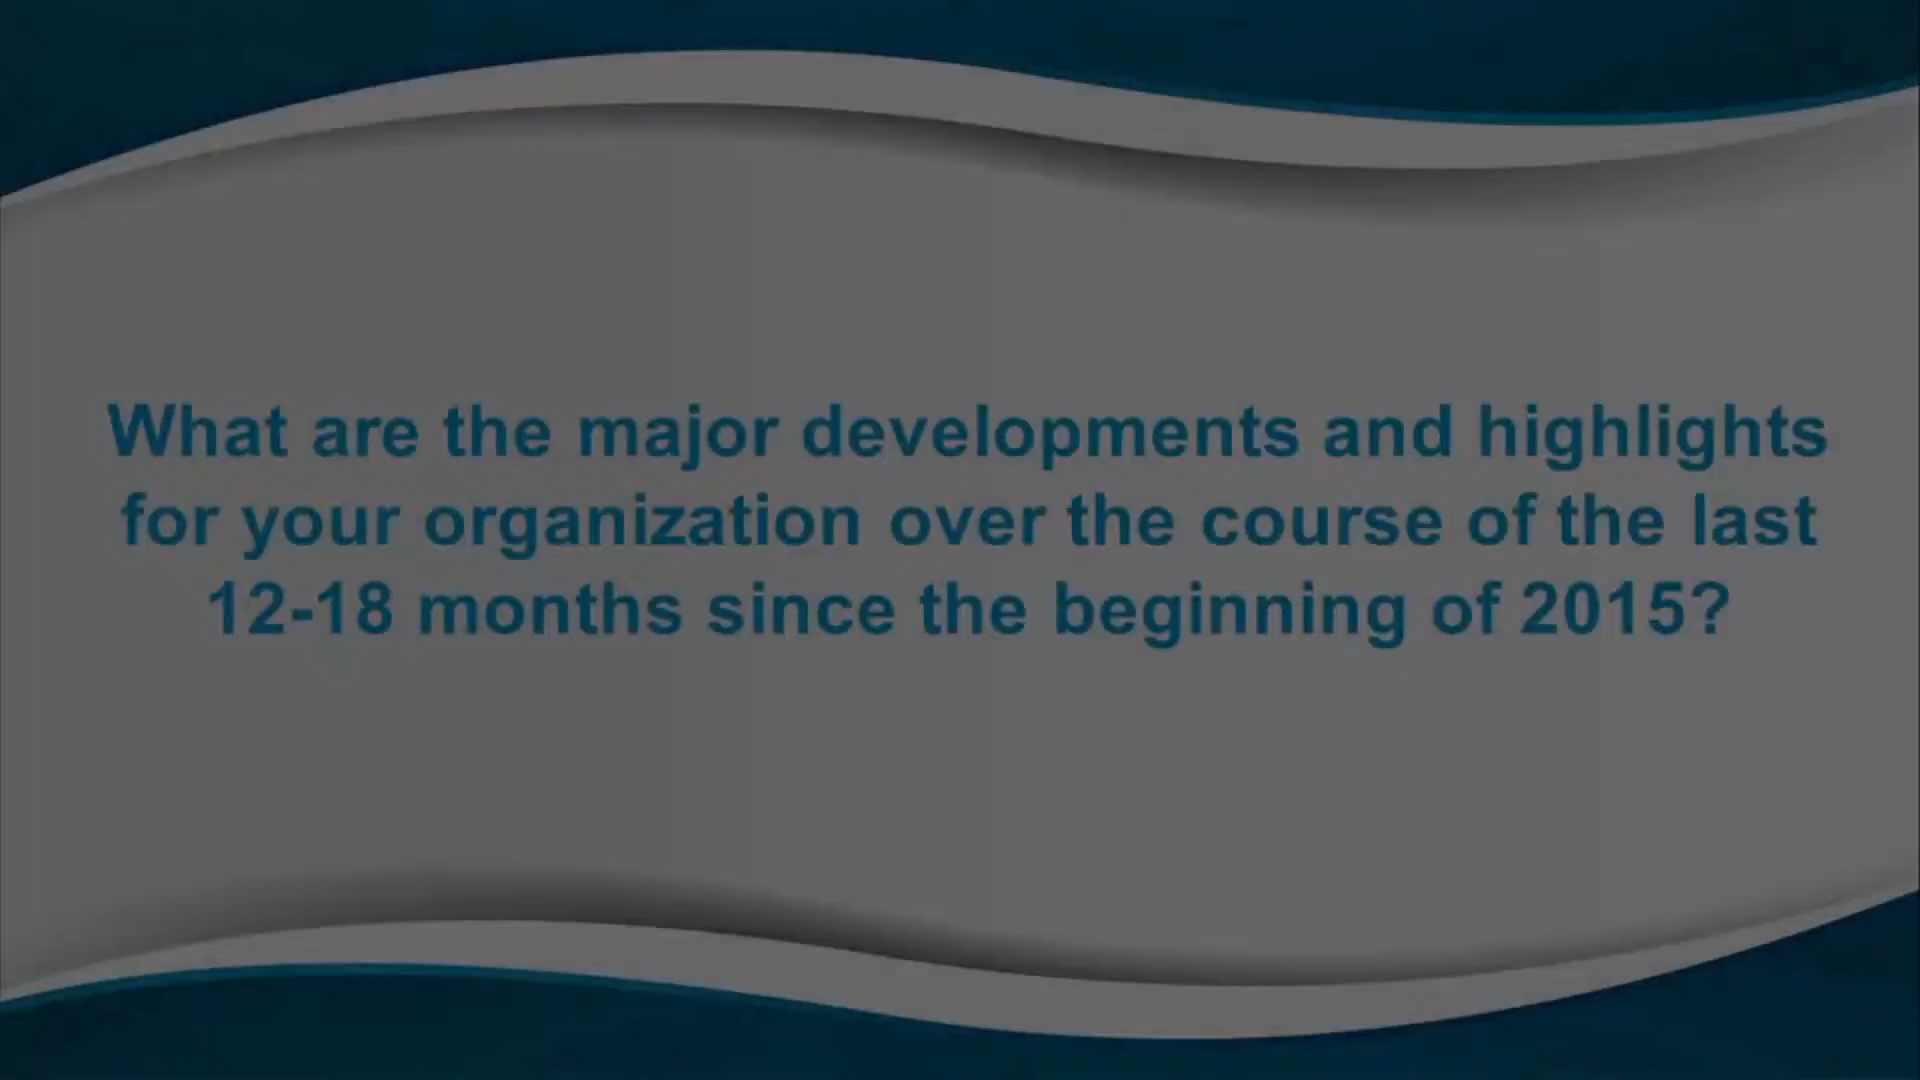 What are the major developments and highlights
for your organization over the course of the last
12-18 months since the beginning of 2015?